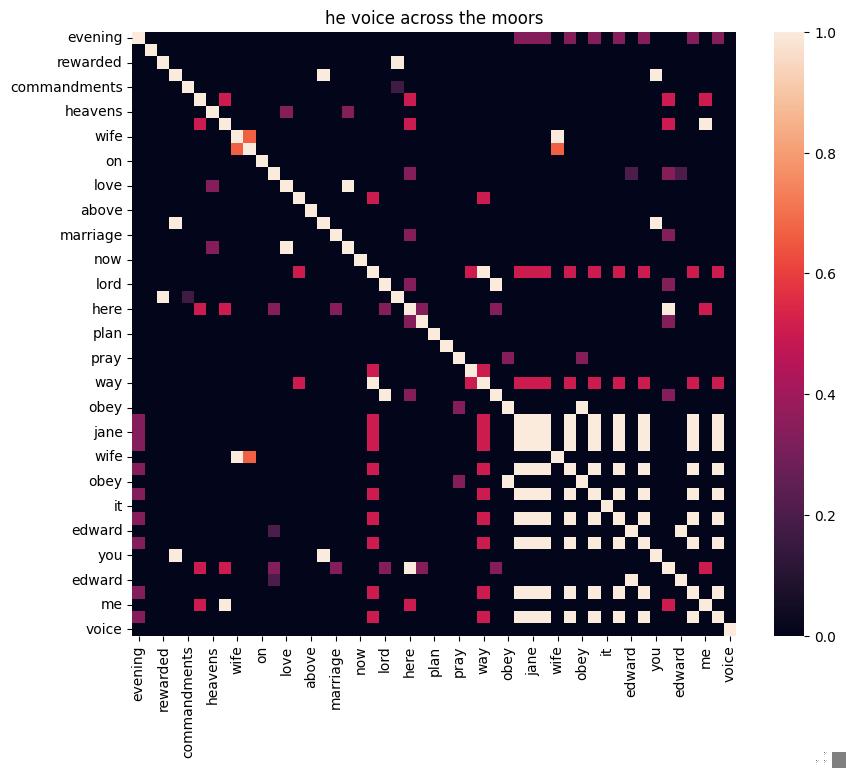 he voice across the moors
evening
rewarded
commandments
heavens
wife
on
love
above
marriage
now
lord
here
plan
pray
way
obey
jane
wife
obey
it
edward
you
edward
me
voice
1.0
0.8
0.6
0.4
0.2
0.0
evening
rewarded
commandments
heavens
wife
on
love
above
marriage
now
lord
here
plan
pray
way
obey
jane
wife
obey
it
edward
you
edward
me
voice